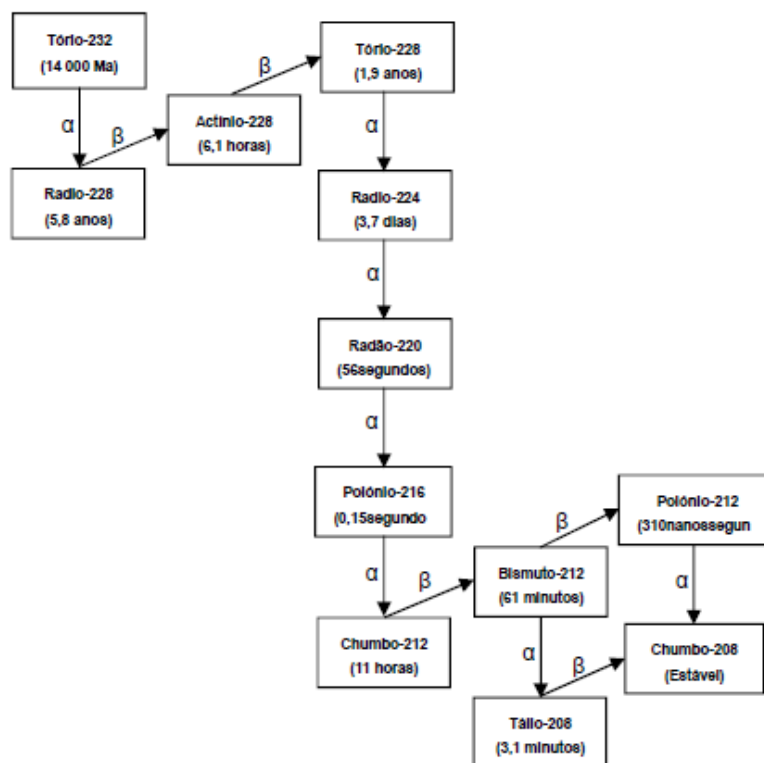 Tório-232
(14 000 Ma)
β
Tório-228
(1,9 anos)
α
β
Actínio-228
(6,1 horas)
α
Radio-228
(5,8 anos)
Radio-224
(3,7 dias)
α
Radão-220
(56segundos)
α
Polónio-216
(0,15segundo
β
Polónio-212
(310nanossegun
α
β
Bismuto-212
(61 minutos)
α
Chumbo-212
(11 horas)
α
β
Chumbo-208
(Estável)
Tálio-208
(3,1 minutos)